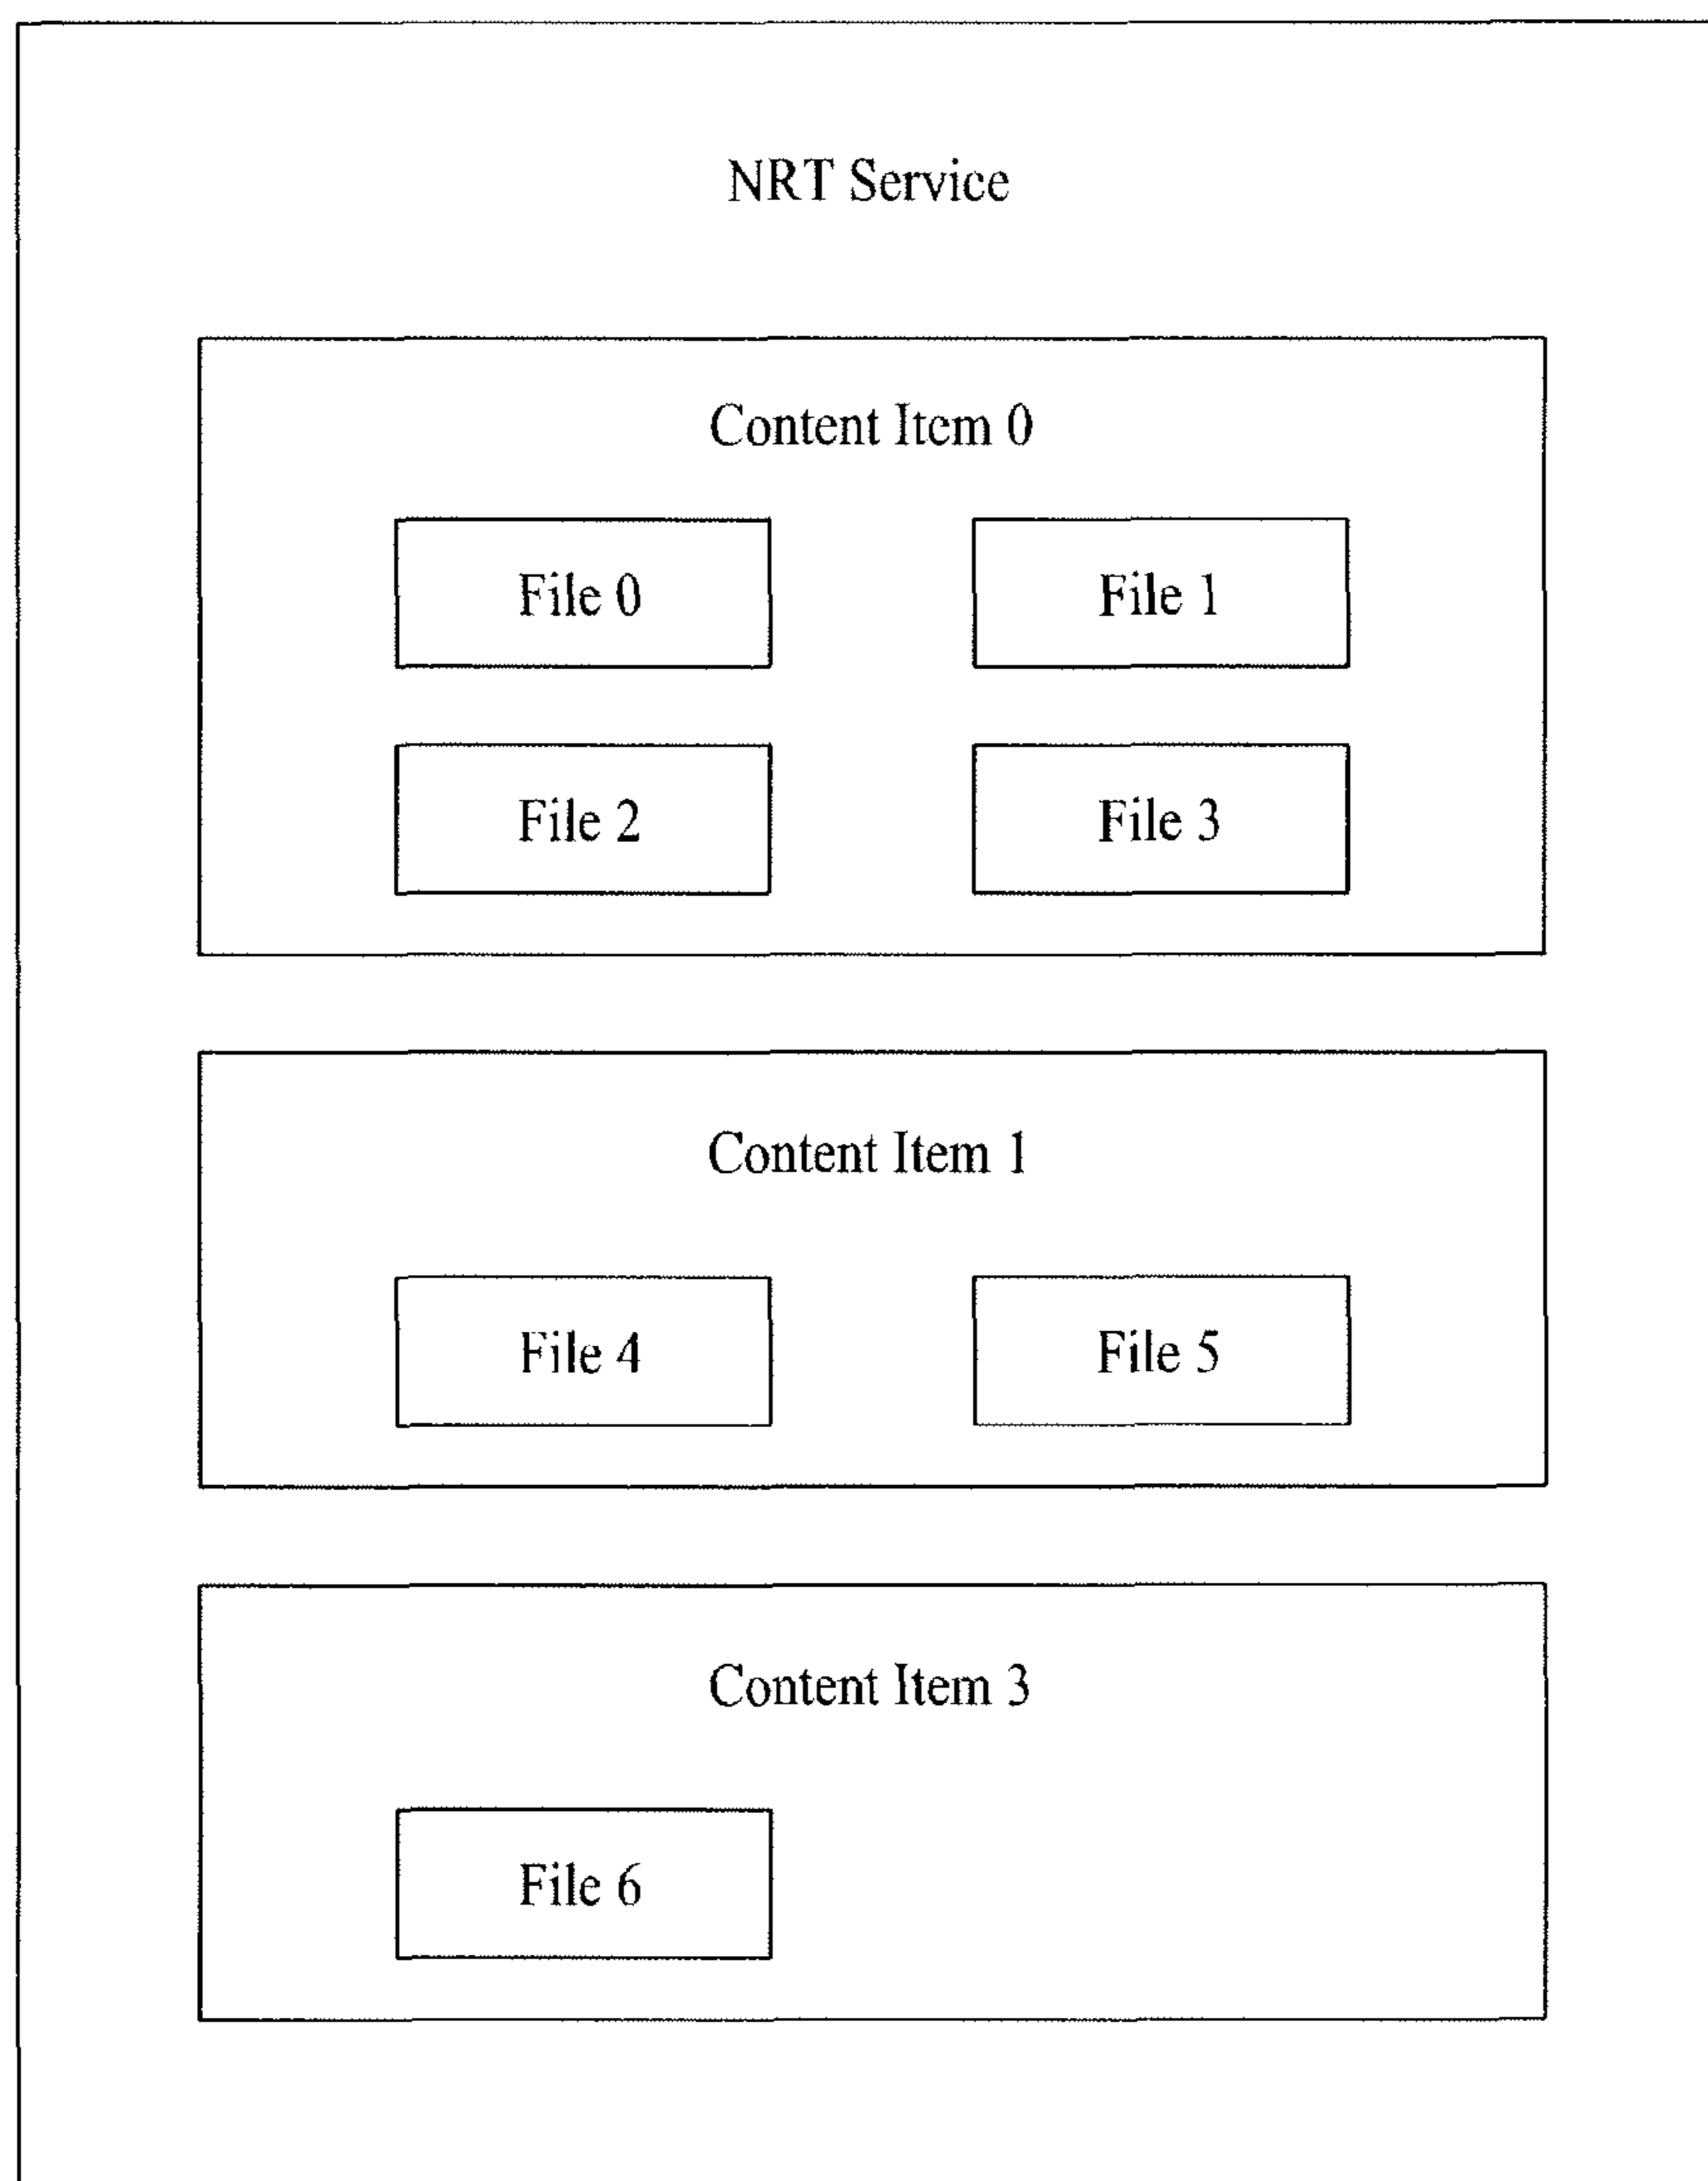 NRT Service
Content Item 0
File 0
File 1
File 2
File 3
Content Item 1
File 4
File 5
Content Item 3
File 6